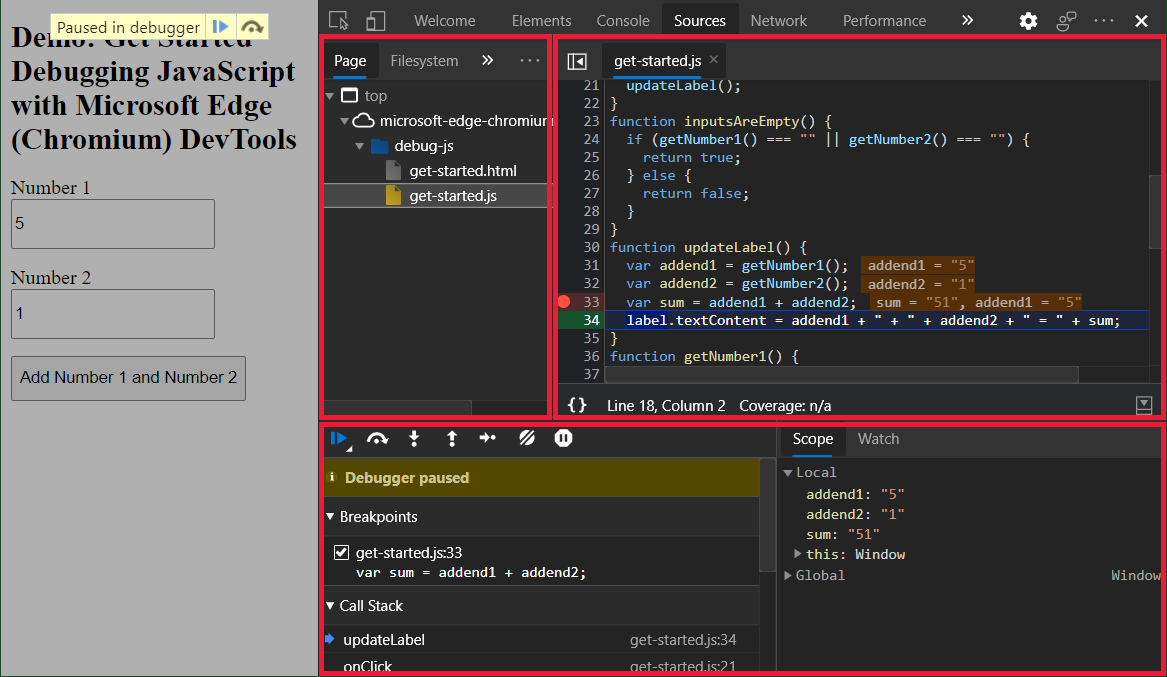 Paused in debugger
Demo: Get Started
Debugging JavaScript
with Microsoft Edge
(Chromium) DevTools
Number 1
5
Number 2
1
Add Number 1 and Number 2
Welcome Elements Console Sources Network Performance »
Page Filesystem » ···
top
microsoft-edge-chromium
debug-js
get-started.html
get-started.js
get-started.js ×
21 updateLabel();
22 }
23 function inputsAreEmpty() {
24 if (getNumber1() === "" || getNumber2() === "") {
25 return true;
26 } else {
27 return false;
28 }
29 }
30 function updateLabel() {
31 var addend1 = getNumber1(); addend1 = "5"
32 var addend2 = getNumber2(); addend2 = "1"
33 var sum = addend1 + addend2; sum = "51", addend1 = "5"
34 label.textContent = addend1 + " + " + addend2 + " = " + sum;
35 }
36 function getNumber1() {
37
{} Line 18, Column 2 Coverage: n/a
Debugger paused
Breakpoints
get-started.js:33
var sum = addend1 + addend2;
Call Stack
updateLabel get-started.js:34
onClick get-started.js:21
Scope Watch
Local
addend1: "5"
addend2: "1"
sum: "51"
this: Window
Global Window